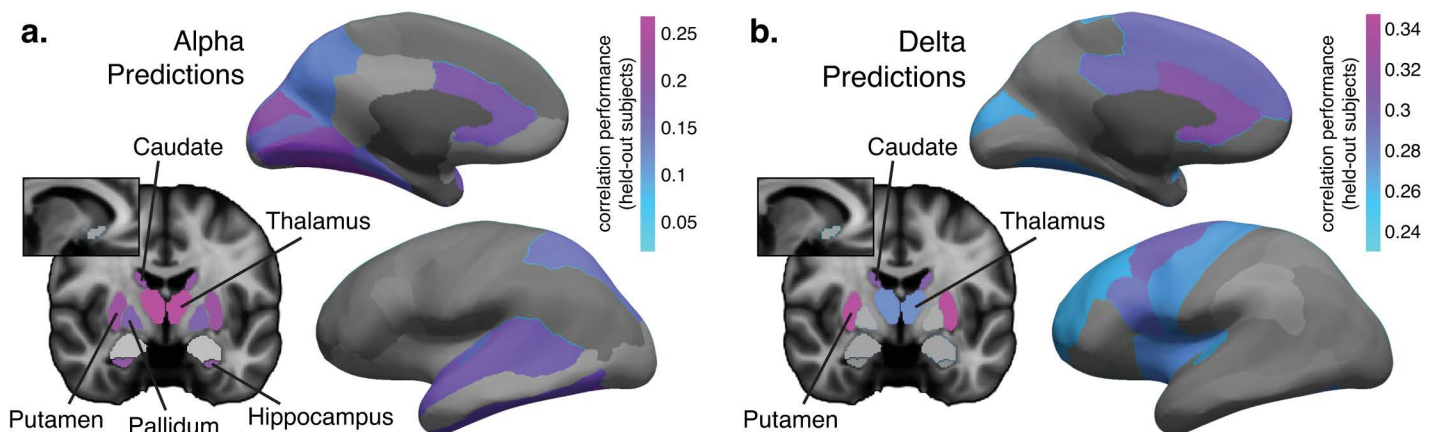 a.
Alpha
Predictions
correlation performance
(held-out subjects)
0.25
0.2
0.15
0.1
0.05
Caudate
Thalamus
Putamen
Pallidum
Hippocampus
b.
Delta
Predictions
correlation performance
(held-out subjects)
0.34
0.32
0.3
0.28
0.26
0.24
Caudate
Thalamus
Putamen